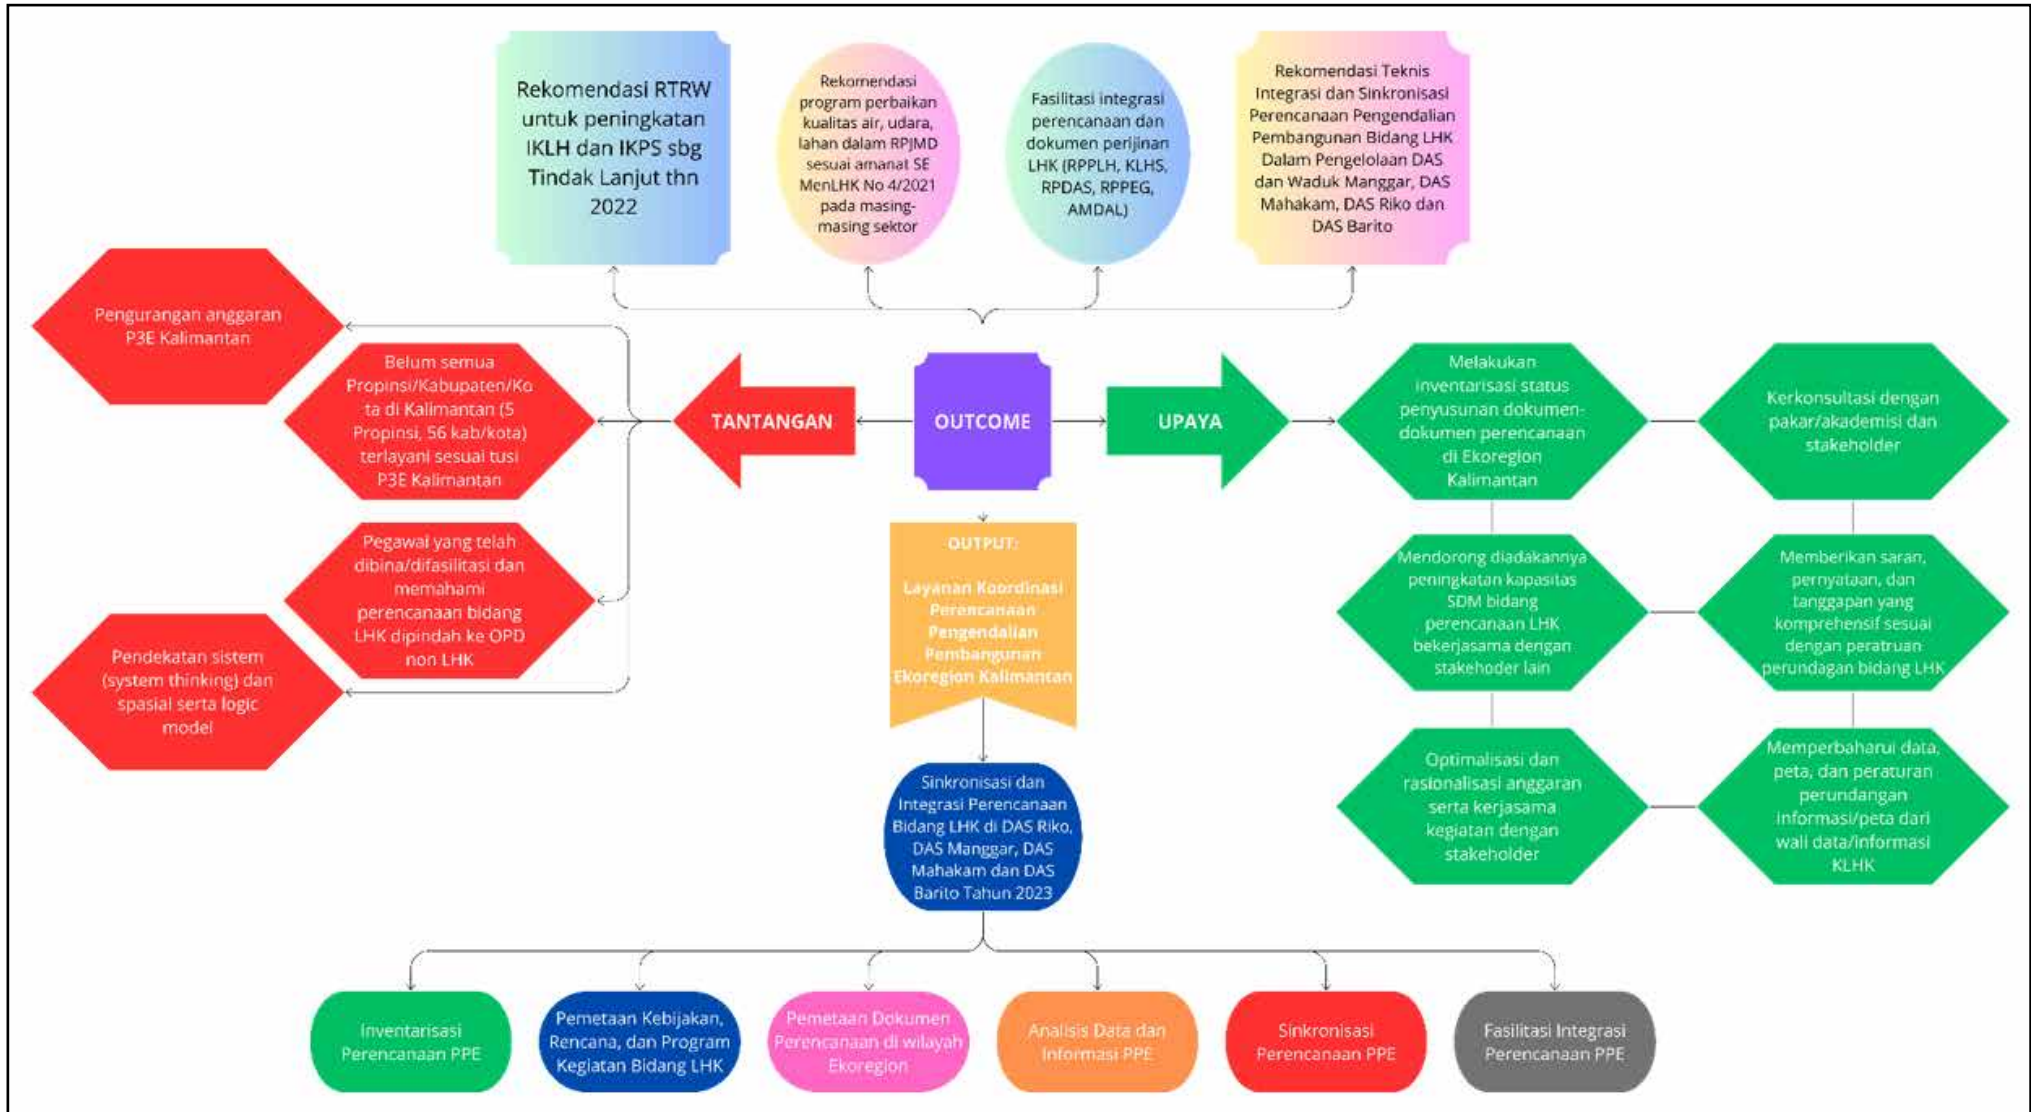 Rekomendasi RTRW
untuk peningkatan
IKLH dan IKPS sbg
Tindak Lanjut thn
2022
Rekomendasi
program perbaikan
kualitas air, udara,
lahan dalam RPJMD
sesuai amanat SE
MenLHK No 4/2021
pada masing-
masing sektor
Fasilitasi integrasi
perencanaan dan
dokumen perijinan
LHK (RPPLH, KLHS,
RPDAS, RPPEG,
AMDAL)
Rekomendasi Teknis
Integrasi dan Sinkronisasi
Perencanaan Pengendalian
Pembangunan Bidang LHK
Dalam Pengelolaan DAS
dan Waduk Manggar, DAS
Mahakam, DAS Riko dan
DAS Barito
Pengurangan anggaran
P3E Kalimantan
Belum semua
Propinsi/Kabupaten/Ko
ta di Kalimantan (5
Propinsi, 56 kab/kota)
terlayani sesuai tusi
P3E Kalimantan
Pegawai yang telah
dibina/difasilitasi dan
memahami
perencanaan bidang
LHK dipindah ke OPD
non LHK
Pendekatan sistem
(system thinking) dan
spasial serta logic
model
TANTANGAN
OUTCOME
UPAYA
Melakukan
inventarisasi status
penyusunan dokumen-
dokumen perencanaan
di Ekoregion
Kalimantan
Kerkonsultasi dengan
pakar/akademisi dan
stakeholder
Mendorong diadakannya
peningkatan kapasitas
SDM bidang
perencanaan LHK
bekerjasama dengan
stakehoder lain
Memberikan saran,
pernyataan, dan
tanggapan yang
komprehensif sesuai
dengan peratruan
perundagan bidang LHK
Optimalisasi dan
rasionalisasi anggaran
serta kerjasama
kegiatan dengan
stakeholder
Memperbaharui data,
peta, dan peraturan
perundangan
informasi/peta dari
wali data/informasi
KLHK
OUTPUT:
Layanan Koordinasi
Perencanaan
Pengendalian
Pembangunan
Ekoregion Kalimantan
Sinkronisasi dan
Integrasi Perencanaan
Bidang LHK di DAS Riko,
DAS Manggar, DAS
Mahakam dan DAS
Barito Tahun 2023
Inventarisasi
Perencanaan PPE
Pemetaan Kebijakan,
Rencana, dan Program
Kegiatan Bidang LHK
Pemetaan Dokumen
Perencanaan di wilayah
Ekoregion
Analisis Data dan
Informasi PPE
Sinkronisasi
Perencanaan PPE
Fasilitasi Integrasi
Perencanaan PPE